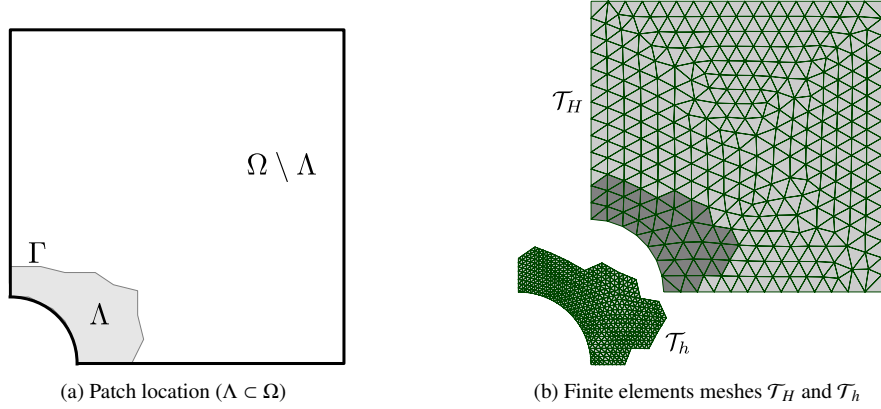 Ω \ Λ
Γ
Λ
(a) Patch location (Λ ⊂ Ω)
𝒯_H
𝒯_h
(b) Finite elements meshes 𝒯_H and 𝒯_h